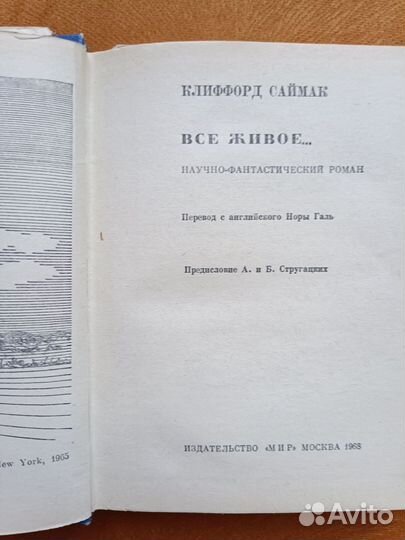 КЛИФФОРД САЙМАК
ВСЕ ЖИВОЕ...
НАУЧНО-ФАНТАСТИЧЕСКИЙ РОМАН
Перевод с английского Норы Галь
Предисловие А. и Б. Стругацких
New York, 1965
ИЗДАТЕЛЬСТВО «МИР» МОСКВА 1968
Avito